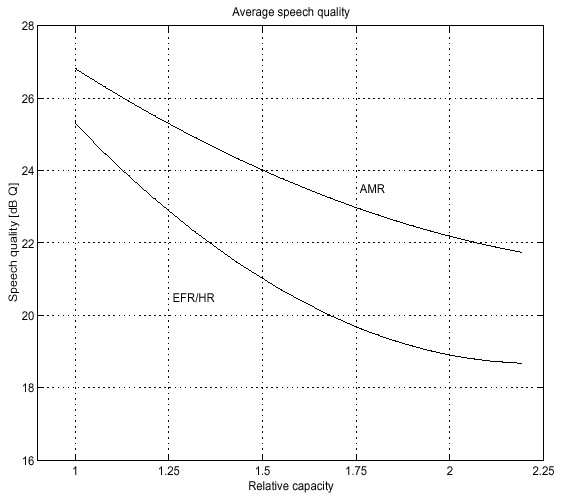 Average speech quality
28
26
24
22
20
18
16
Speech quality [dB Q]
AMR
EFR/HR
1 1.25 1.5 1.75 2 2.25
Relative capacity